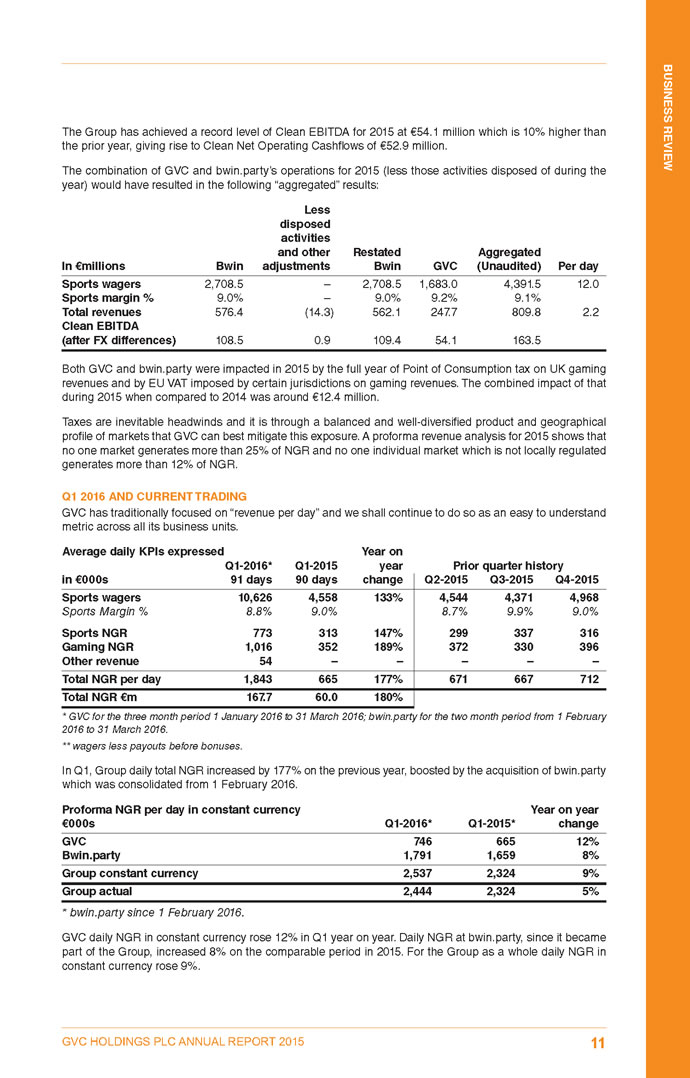 BUSINESS REVIEW
The Group has achieved a record level of Clean EBITDA for 2015 at €54.1 million which is 10% higher than
the prior year, giving rise to Clean Net Operating Cashflows of €52.9 million.
The combination of GVC and bwin.party's operations for 2015 (less those activities disposed of during the
year) would have resulted in the following "aggregated" results:
Less
disposed
activities
and other Restated Aggregated
In €millions Bwin adjustments Bwin GVC (Unaudited) Per day
Sports wagers 2,708.5 – 2,708.5 1,683.0 4,391.5 12.0
Sports margin % 9.0% – 9.0% 9.2% 9.1%
Total revenues 576.4 (14.3) 562.1 247.7 809.8 2.2
Clean EBITDA
(after FX differences) 108.5 0.9 109.4 54.1 163.5
Both GVC and bwin.party were impacted in 2015 by the full year of Point of Consumption tax on UK gaming
revenues and by EU VAT imposed by certain jurisdictions on gaming revenues. The combined impact of that
during 2015 when compared to 2014 was around €12.4 million.
Taxes are inevitable headwinds and it is through a balanced and well-diversified product and geographical
profile of markets that GVC can best mitigate this exposure. A proforma revenue analysis for 2015 shows that
no one market generates more than 25% of NGR and no one individual market which is not locally regulated
generates more than 12% of NGR.
Q1 2016 AND CURRENT TRADING
GVC has traditionally focused on "revenue per day" and we shall continue to do so as an easy to understand
metric across all its business units.
Average daily KPIs expressed Year on
Q1-2016* Q1-2015 year Prior quarter history
in €000s 91 days 90 days change Q2-2015 Q3-2015 Q4-2015
Sports wagers 10,626 4,558 133% 4,544 4,371 4,968
Sports Margin % 8.8% 9.0% 8.7% 9.9% 9.0%
Sports NGR 773 313 147% 299 337 316
Gaming NGR 1,016 352 189% 372 330 396
Other revenue 54 – – – – –
Total NGR per day 1,843 665 177% 671 667 712
Total NGR €m 167.7 60.0 180%
* GVC for the three month period 1 January 2016 to 31 March 2016; bwin.party for the two month period from 1 February
2016 to 31 March 2016.
** wagers less payouts before bonuses.
In Q1, Group daily total NGR increased by 177% on the previous year, boosted by the acquisition of bwin.party
which was consolidated from 1 February 2016.
Proforma NGR per day in constant currency Year on year
€000s Q1-2016* Q1-2015* change
GVC 746 665 12%
Bwin.party 1,791 1,659 8%
Group constant currency 2,537 2,324 9%
Group actual 2,444 2,324 5%
* bwin.party since 1 February 2016.
GVC daily NGR in constant currency rose 12% in Q1 year on year. Daily NGR at bwin.party, since it became
part of the Group, increased 8% on the comparable period in 2015. For the Group as a whole daily NGR in
constant currency rose 9%.
GVC HOLDINGS PLC ANNUAL REPORT 2015 11